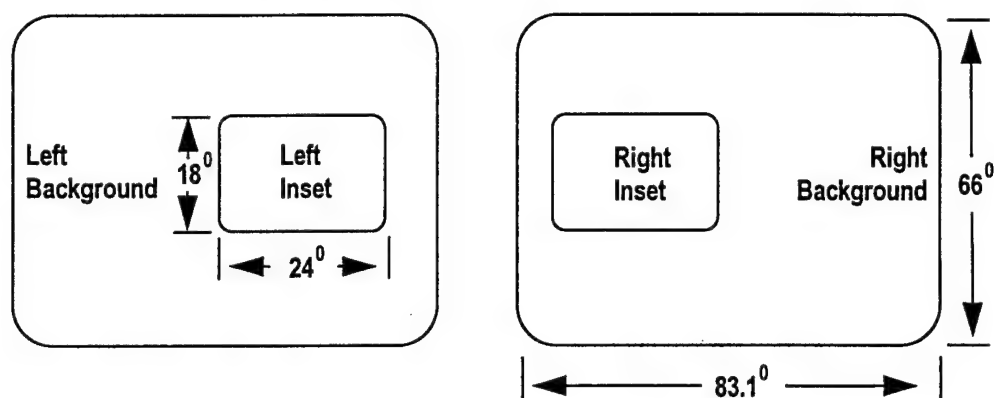 Left
Background
18⁰
Left
Inset
24⁰
Right
Inset
Right
Background
66⁰
83.1⁰